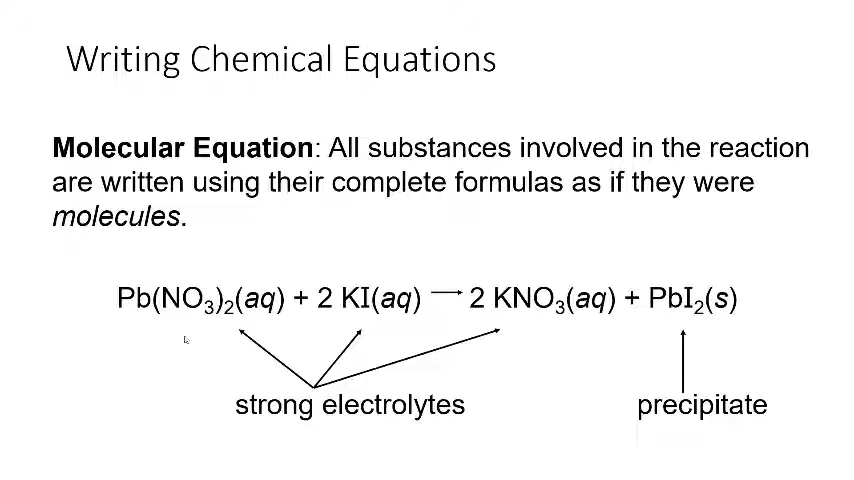 Writing Chemical Equations
Molecular Equation: All substances involved in the reaction
are written using their complete formulas as if they were
molecules.
Pb(NO₃)₂(aq) + 2 KI(aq) → 2 KNO₃(aq) + PbI₂(s)
strong electrolytes precipitate